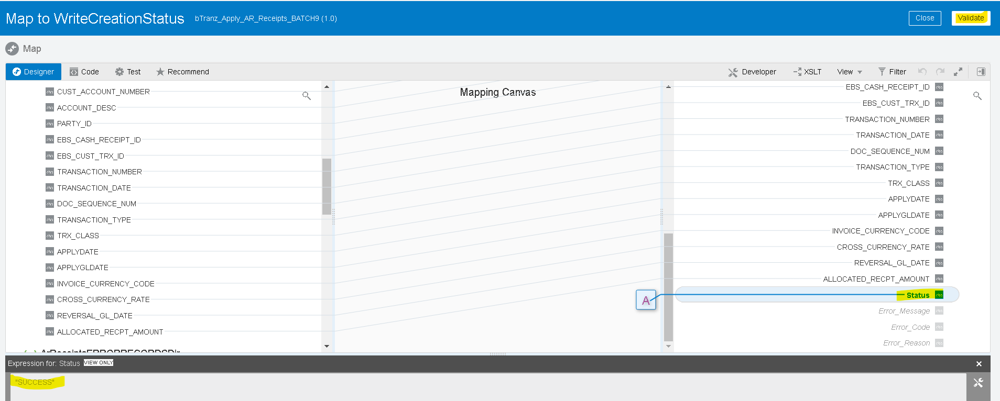 Map to WriteCreationStatus bTranz_Apply_AR_Receipts_BATCH9 (1.0) Close Validate
Map
Designer Code Test Recommend Developer XSLT View Filter
Mapping Canvas
CUST_ACCOUNT_NUMBER
ACCOUNT_DESC
PARTY_ID
EBS_CASH_RECEIPT_ID
EBS_CUST_TRX_ID
TRANSACTION_NUMBER
TRANSACTION_DATE
DOC_SEQUENCE_NUM
TRANSACTION_TYPE
TRX_CLASS
APPLYDATE
APPLYGLDATE
INVOICE_CURRENCY_CODE
CROSS_CURRENCY_RATE
REVERSAL_GL_DATE
ALLOCATED_RECPT_AMOUNT
ArReceiptsERRORRECORDSDir
A
EBS_CASH_RECEIPT_ID
EBS_CUST_TRX_ID
TRANSACTION_NUMBER
TRANSACTION_DATE
DOC_SEQUENCE_NUM
TRANSACTION_TYPE
TRX_CLASS
APPLYDATE
APPLYGLDATE
INVOICE_CURRENCY_CODE
CROSS_CURRENCY_RATE
REVERSAL_GL_DATE
ALLOCATED_RECPT_AMOUNT
Status
Error_Message
Error_Code
Error_Reason
Expression for: Status VIEW ONLY
"SUCCESS"